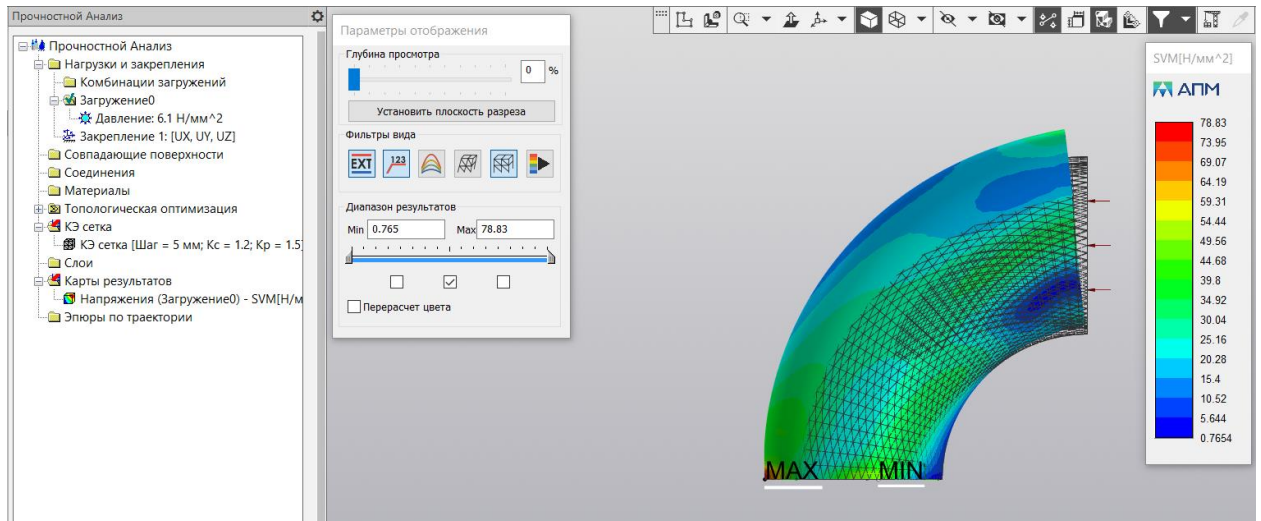 Прочностной Анализ
Прочностной Анализ
Нагрузки и закрепления
Комбинации загружений
Загружение0
Давление: 6.1 Н/мм^2
Закрепление 1: [UX, UY, UZ]
Совпадающие поверхности
Соединения
Материалы
Топологическая оптимизация
КЭ сетка
КЭ сетка [Шаг = 5 мм; Кс = 1.2; Кр = 1.5]
Слои
Карты результатов
Напряжения (Загружение0) - SVM[Н/м
Эпюры по траектории
Параметры отображения
Глубина просмотра
0 %
Установить плоскость разреза
Фильтры вида
EXT 123
Диапазон результатов
Min 0.765 Max 78.83
Перерасчет цвета
MAX MIN
SVM[Н/мм^2]
АПМ
78.83
73.95
69.07
64.19
59.31
54.44
49.56
44.68
39.8
34.92
30.04
25.16
20.28
15.4
10.52
5.644
0.7654